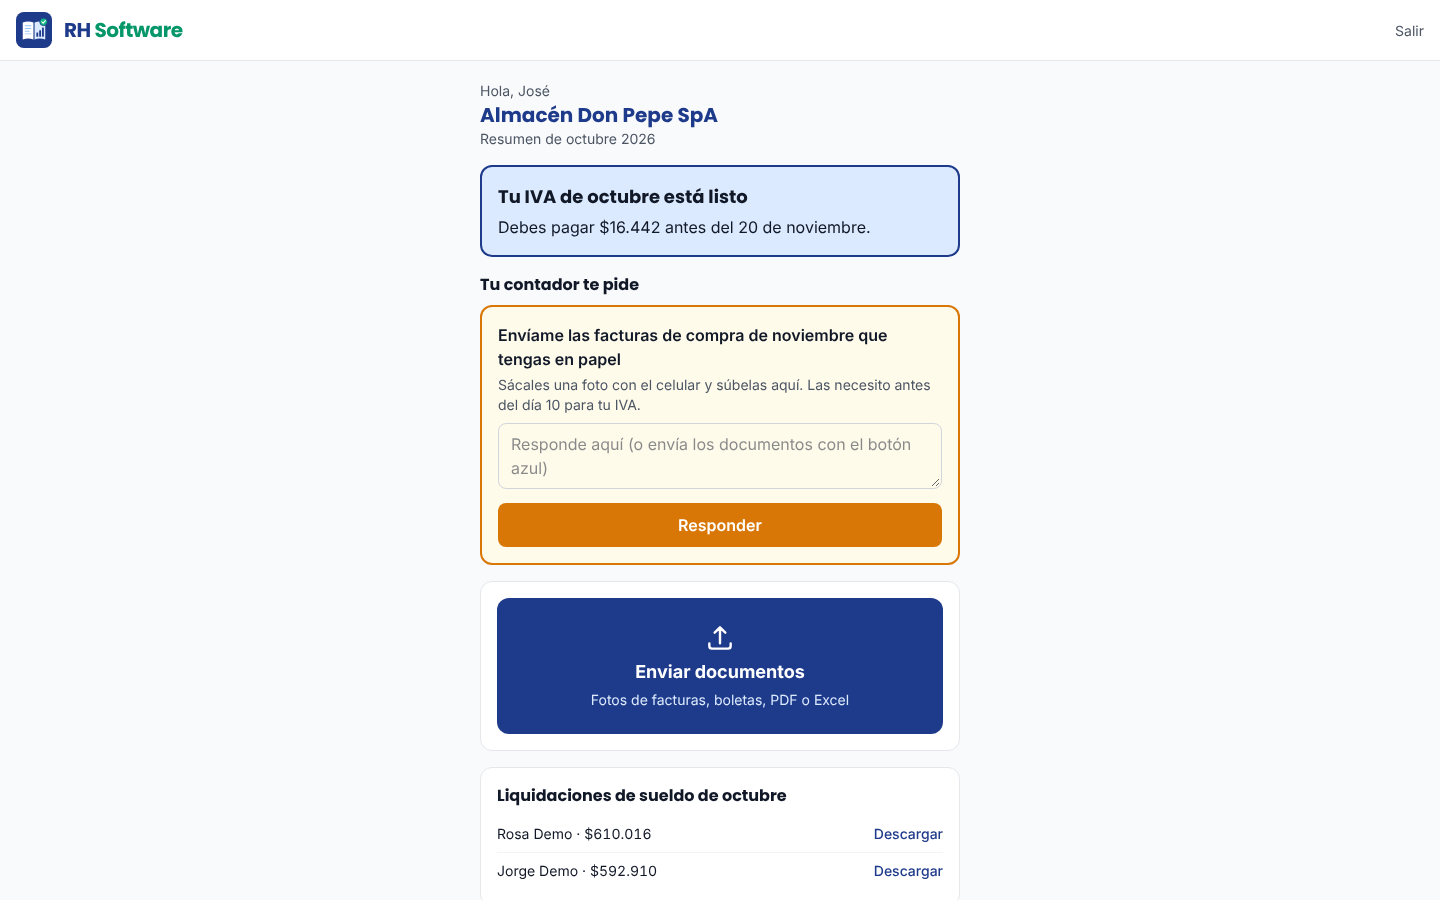 RH Software
Salir
Hola, José
Almacén Don Pepe SpA
Resumen de octubre 2026
Tu IVA de octubre está listo
Debes pagar $16.442 antes del 20 de noviembre.
Tu contador te pide
Envíame las facturas de compra de noviembre que
tengas en papel
Sácales una foto con el celular y súbelas aquí. Las necesito antes
del día 10 para tu IVA.
Responde aquí (o envía los documentos con el botón
azul)
Responder
Enviar documentos
Fotos de facturas, boletas, PDF o Excel
Liquidaciones de sueldo de octubre
Rosa Demo · $610.016 Descargar
Jorge Demo · $592.910 Descargar